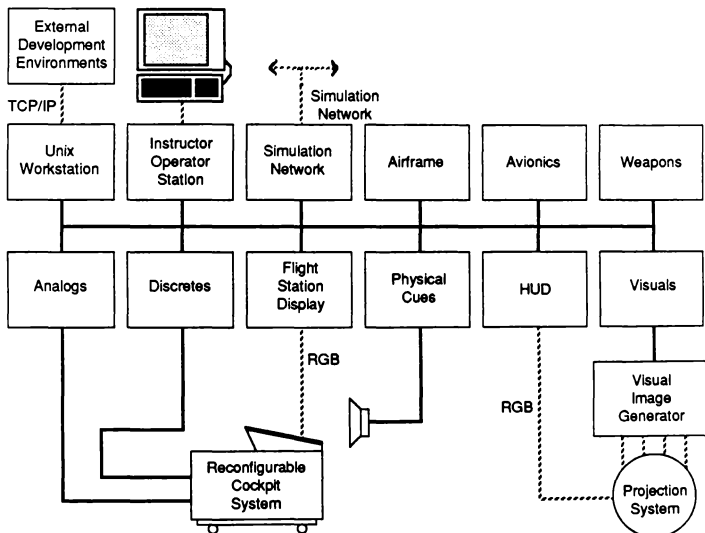 External
Development
Environments
TCP/IP
Simulation
Network
Unix
Workstation
Instructor
Operator
Station
Simulation
Network
Airframe
Avionics
Weapons
Analogs
Discretes
Flight
Station
Display
Physical
Cues
HUD
Visuals
RGB
RGB
Visual
Image
Generator
Reconfigurable
Cockpit
System
Projection
System